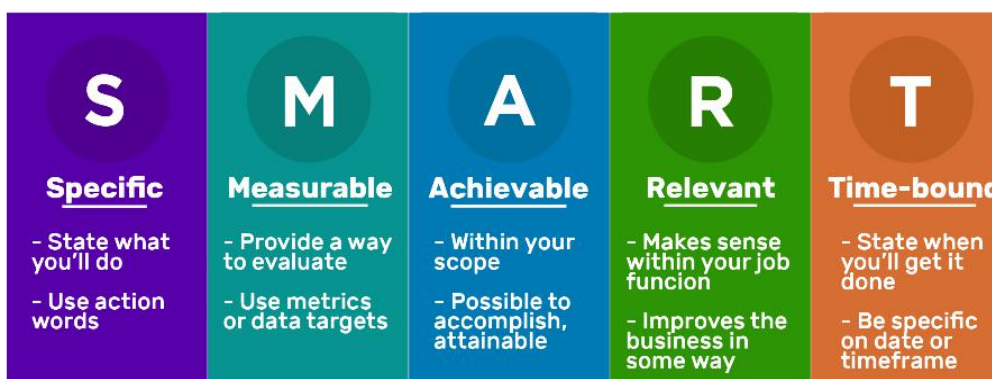 S
Specific
- State what
you'll do
- Use action
words
M
Measurable
- Provide a way
to evaluate
- Use metrics
or data targets
A
Achievable
- Within your
scope
- Possible to
accomplish,
attainable
R
Relevant
- Makes sense
within your job
funcion
- Improves the
business in
some way
T
Time-bound
- State when
you'll get it
done
- Be specific
on date or
timeframe